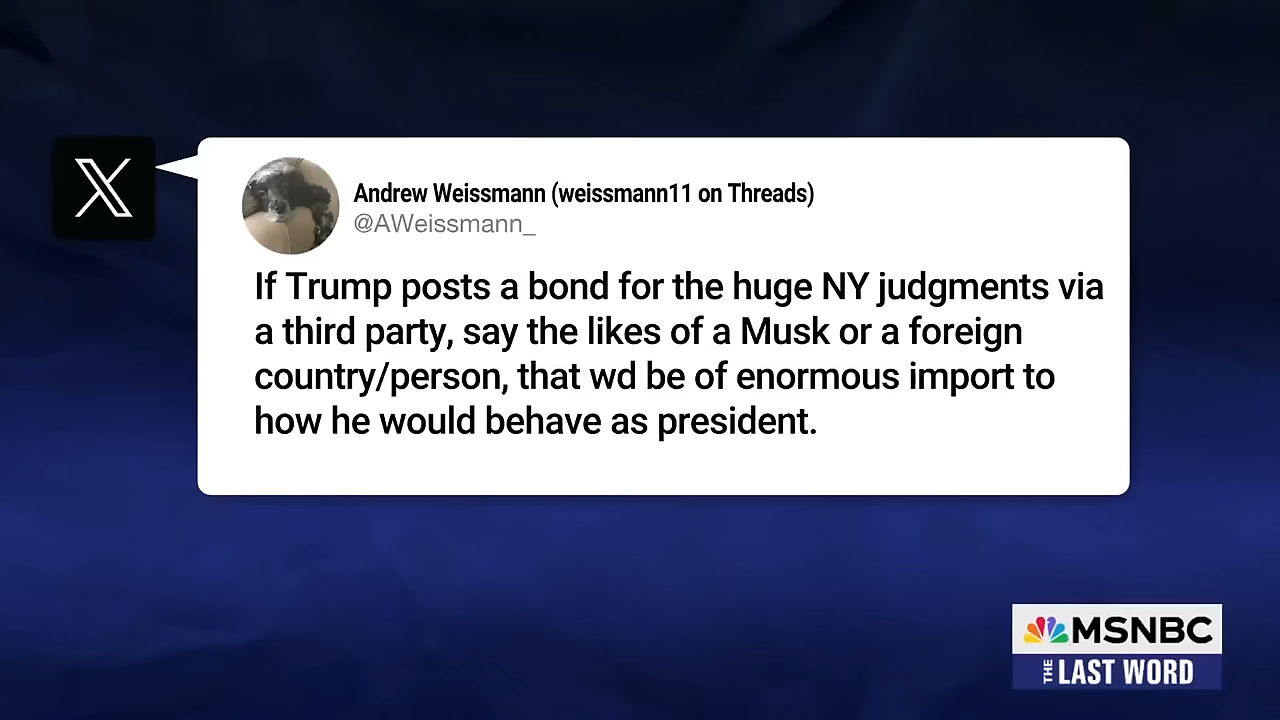 X
Andrew Weissmann (weissmann11 on Threads)
@AWeissmann_
If Trump posts a bond for the huge NY judgments via
a third party, say the likes of a Musk or a foreign
country/person, that wd be of enormous import to
how he would behave as president.
MSNBC
THE LAST WORD